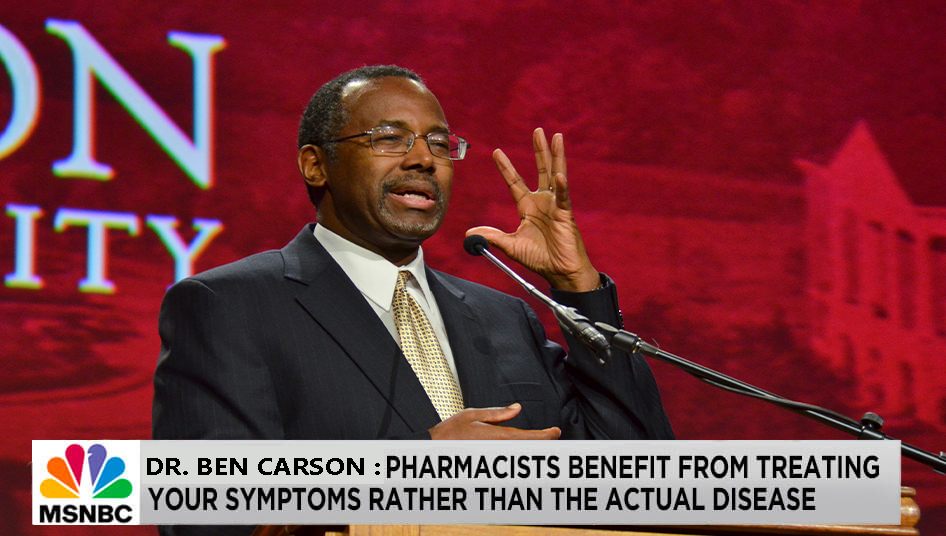 ON
ITY
DR. BEN CARSON : PHARMACISTS BENEFIT FROM TREATING
YOUR SYMPTOMS RATHER THAN THE ACTUAL DISEASE
MSNBC